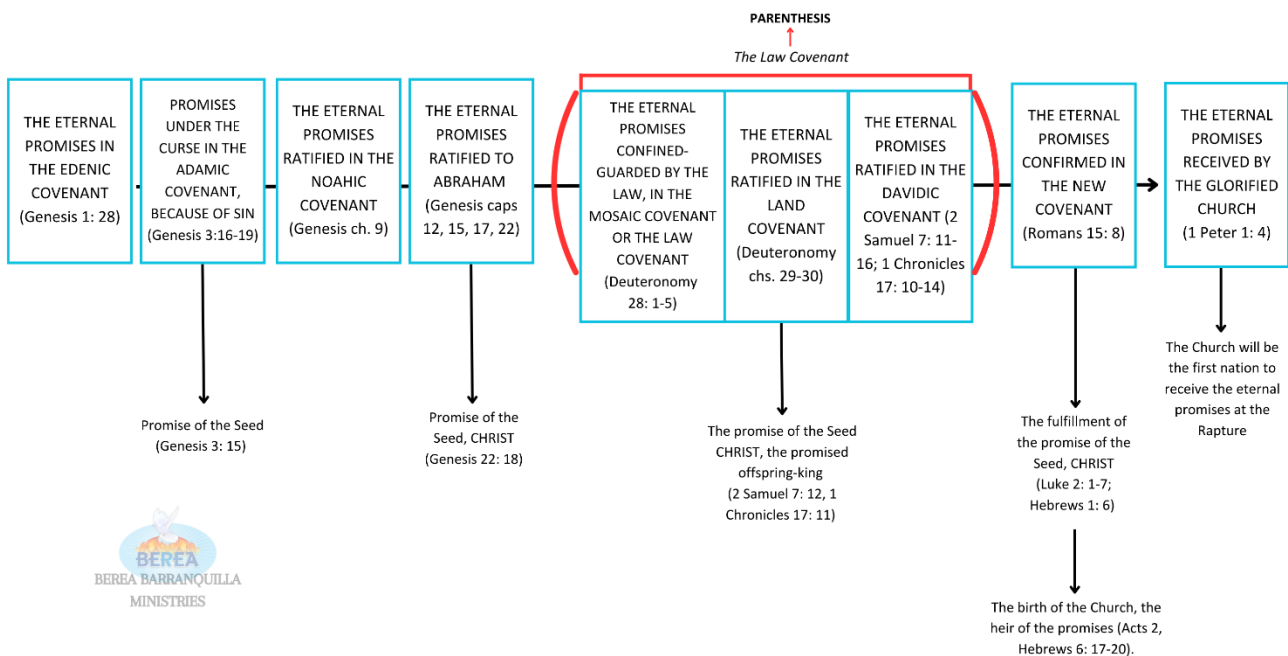 PARENTHESIS
The Law Covenant
THE ETERNAL
PROMISES IN
THE EDENIC
COVENANT
(Genesis 1: 28)
PROMISES
UNDER THE
CURSE IN THE
ADAMIC
COVENANT,
BECAUSE OF SIN
(Genesis 3:16-19)
THE ETERNAL
PROMISES
RATIFIED IN THE
NOAHIC
COVENANT
(Genesis ch. 9)
THE ETERNAL
PROMISES
RATIFIED TO
ABRAHAM
(Genesis caps
12, 15, 17, 22)
THE ETERNAL
PROMISES
CONFINED-
GUARDED BY THE
LAW, IN THE
MOSAIC COVENANT
OR THE LAW
COVENANT
(Deuteronomy
28: 1-5)
THE ETERNAL
PROMISES
RATIFIED IN THE
LAND
COVENANT
(Deuteronomy
chs. 29-30)
THE ETERNAL
PROMISES
RATIFIED IN THE
DAVIDIC
COVENANT (2
Samuel 7: 11-
16; 1 Chronicles
17: 10-14)
THE ETERNAL
PROMISES
CONFIRMED IN
THE NEW
COVENANT
(Romans 15: 8)
THE ETERNAL
PROMISES
RECEIVED BY
THE GLORIFIED
CHURCH
(1 Peter 1: 4)
Promise of the Seed
(Genesis 3: 15)
Promise of the
Seed, CHRIST
(Genesis 22: 18)
The promise of the Seed
CHRIST, the promised
offspring-king
(2 Samuel 7: 12, 1
Chronicles 17: 11)
The fulfillment of
the promise of the
Seed, CHRIST
(Luke 2: 1-7;
Hebrews 1: 6)
The birth of the Church, the
heir of the promises (Acts 2,
Hebrews 6: 17-20).
The Church will be
the first nation to
receive the eternal
promises at the
Rapture
BEREA
BEREA BARRANQUILLA
MINISTRIES